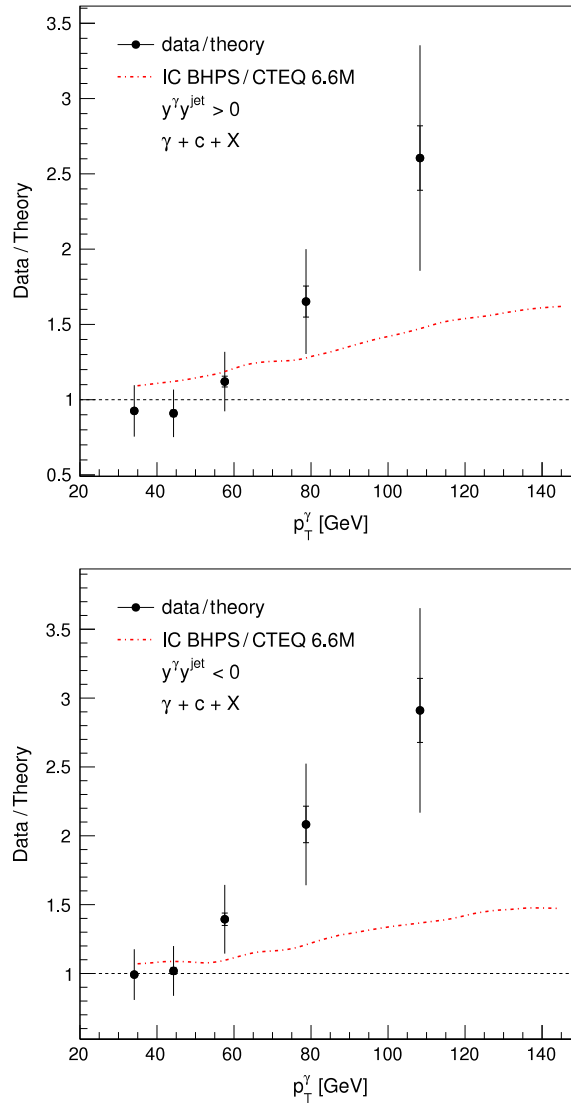 3.5
3
2.5
2
1.5
1
0.5
Data / Theory
data/theory
IC BHPS/CTEQ 6.6M
y^γ y^jet > 0
γ + c + X
20 40 60 80 100 120 140
p_T^γ [GeV]
3.5
3
2.5
2
1.5
1
Data / Theory
data/theory
IC BHPS/CTEQ 6.6M
y^γ y^jet < 0
γ + c + X
20 40 60 80 100 120 140
p_T^γ [GeV]